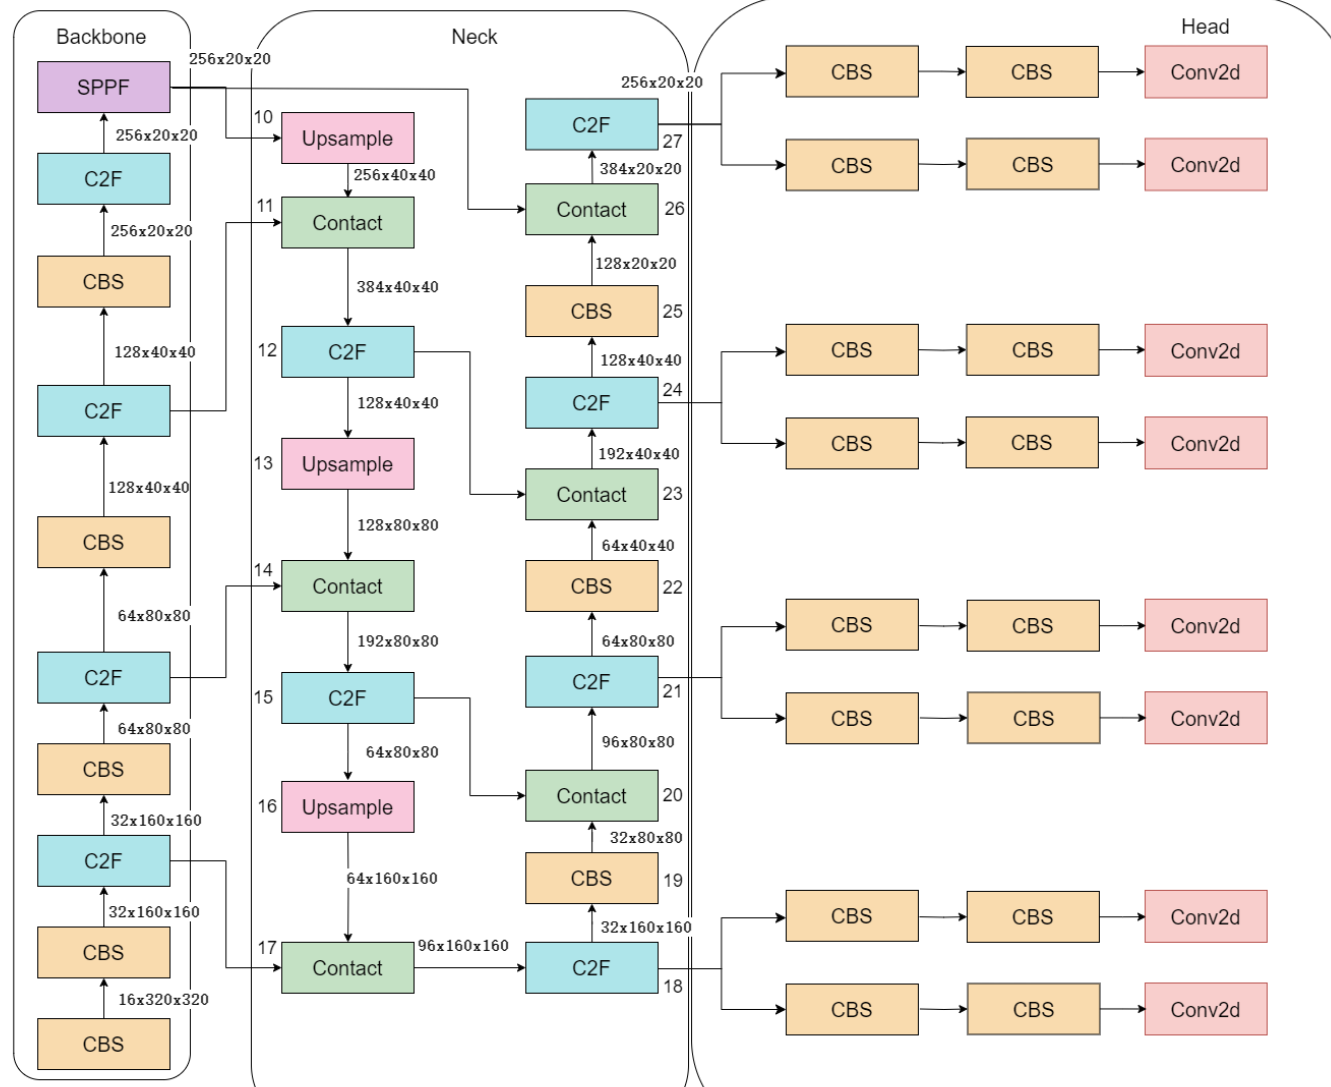 Backbone
SPPF
256x20x20
C2F
256x20x20
CBS
128x40x40
C2F
128x40x40
CBS
64x80x80
C2F
64x80x80
CBS
32x160x160
C2F
32x160x160
CBS
16x320x320
CBS
Neck
256x20x20
10
Upsample
256x40x40
11
Contact
384x40x40
12
C2F
128x40x40
13
Upsample
128x80x80
14
Contact
192x80x80
15
C2F
64x80x80
16
Upsample
64x160x160
17
Contact
96x160x160
256x20x20
C2F
27
384x20x20
Contact
26
128x20x20
CBS
25
128x40x40
C2F
24
192x40x40
Contact
23
64x40x40
CBS
22
64x80x80
C2F
21
96x80x80
Contact
20
32x80x80
CBS
19
32x160x160
C2F
18
Head
CBS CBS Conv2d
CBS CBS Conv2d
CBS CBS Conv2d
CBS CBS Conv2d
CBS CBS Conv2d
CBS CBS Conv2d
CBS CBS Conv2d
CBS CBS Conv2d